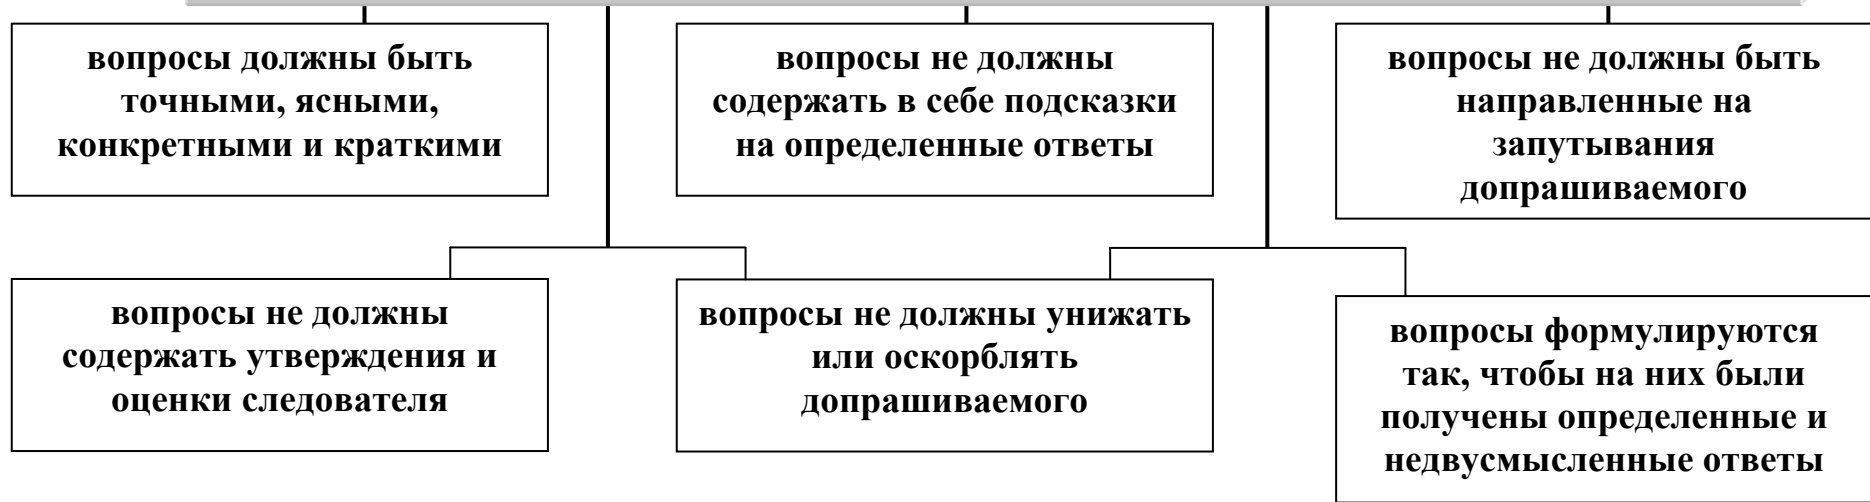 вопросы должны быть
точными, ясными,
конкретными и краткими
вопросы не должны
содержать в себе подсказки
на определенные ответы
вопросы не должны быть
направленные на
запутывания
допрашиваемого
вопросы не должны
содержать утверждения и
оценки следователя
вопросы не должны унижать
или оскорблять
допрашиваемого
вопросы формулируются
так, чтобы на них были
получены определенные и
недвусмысленные ответы